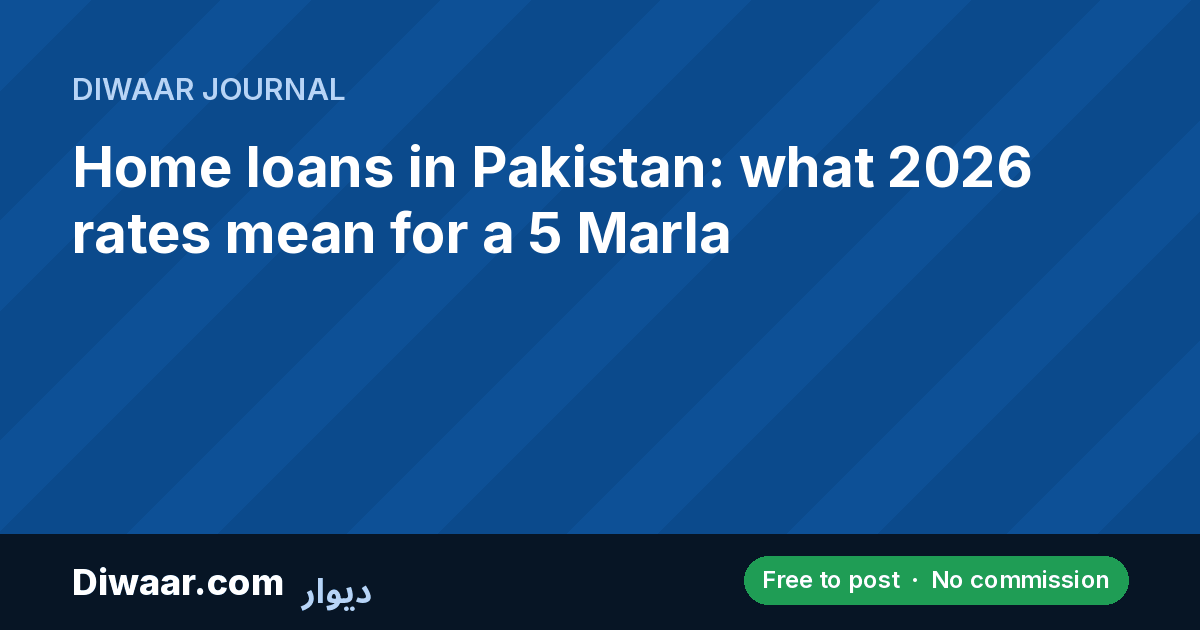 DIWAAR JOURNAL
Home loans in Pakistan: what 2026
rates mean for a 5 Marla
Diwaar.com دیوار
Free to post · No commission